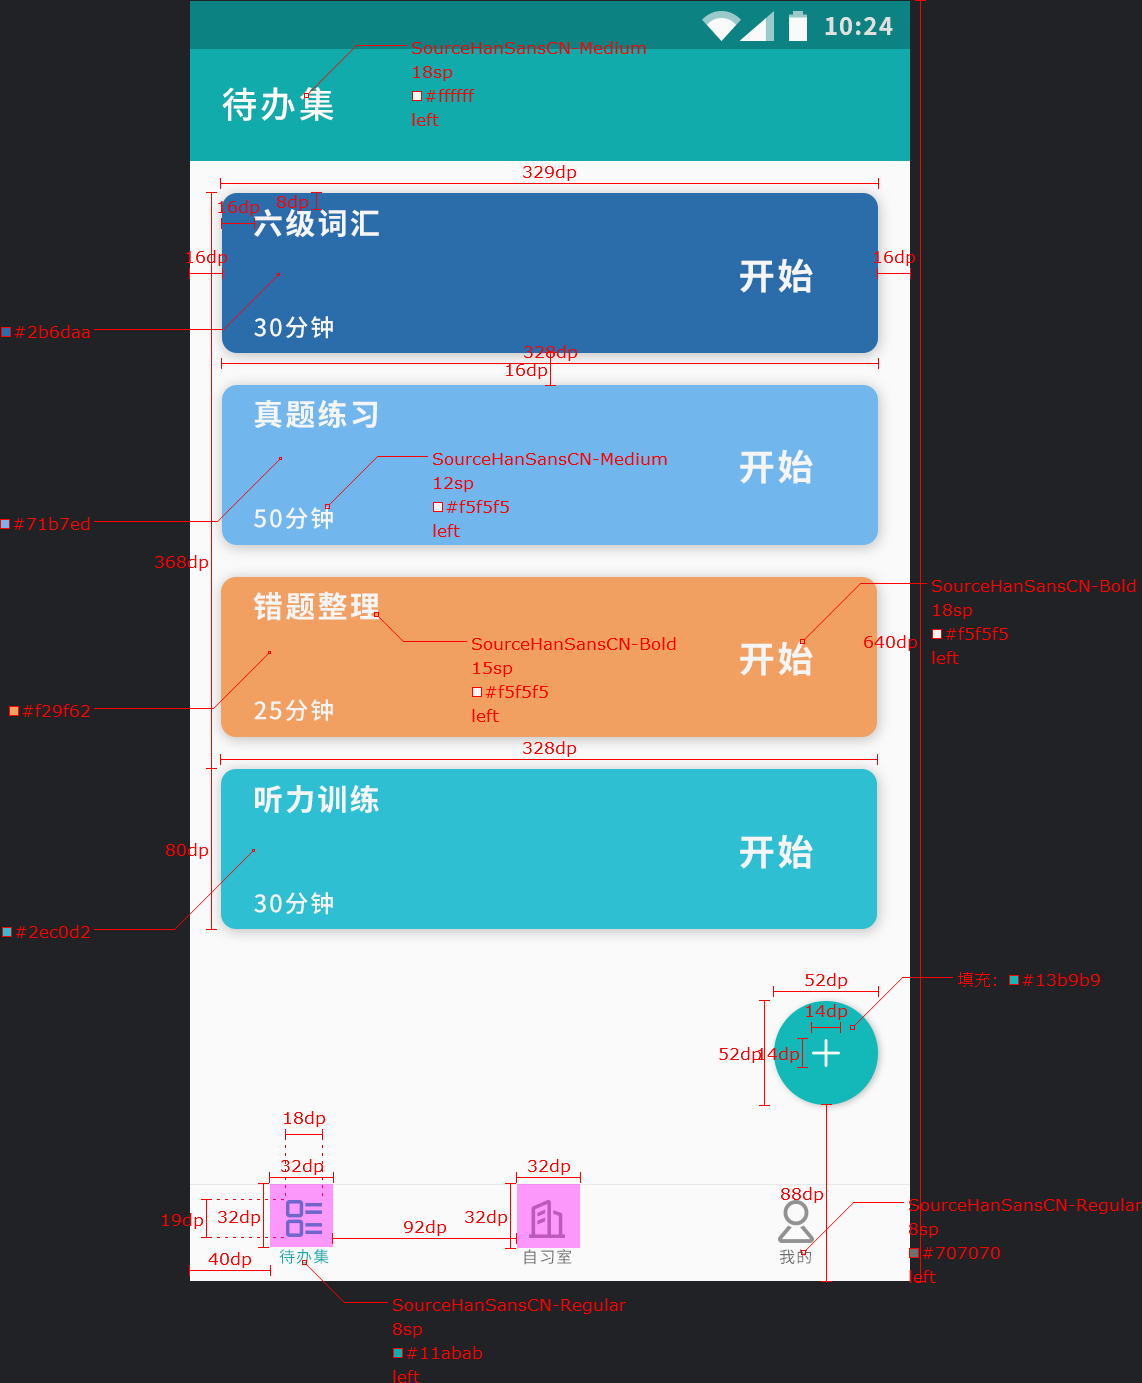 10:24
SourceHanSansCN-Medium
18sp
#ffffff
left
待办集
329dp
8dp
16dp
六级词汇
16dp
16dp
开始
30分钟
#2b6daa
328dp
16dp
真题练习
SourceHanSansCN-Medium
12sp
#f5f5f5
left
开始
50分钟
#71b7ed
368dp
错题整理
SourceHanSansCN-Bold
18sp
#f5f5f5
left
640dp
SourceHanSansCN-Bold
15sp
#f5f5f5
left
开始
25分钟
#f29f62
328dp
听力训练
80dp
开始
30分钟
#2ec0d2
52dp
填充：#13b9b9
14dp
52dp
14dp
18dp
32dp
32dp
88dp
19dp
32dp
92dp
32dp
SourceHanSansCN-Regular
8sp
#707070
left
40dp
待办集
自习室
我的
SourceHanSansCN-Regular
8sp
#11abab
left